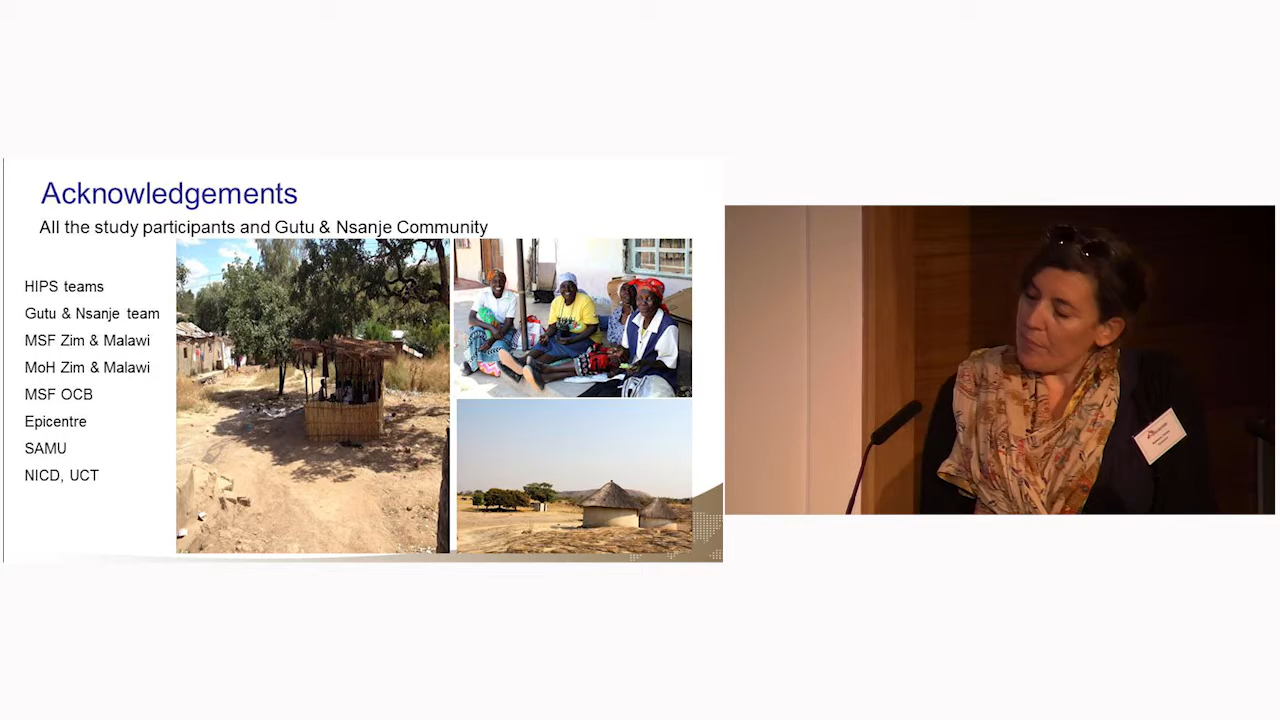 Acknowledgements
All the study participants and Gutu & Nsanje Community
HIPS teams
Gutu & Nsanje team
MSF Zim & Malawi
MoH Zim & Malawi
MSF OCB
Epicentre
SAMU
NICD, UCT